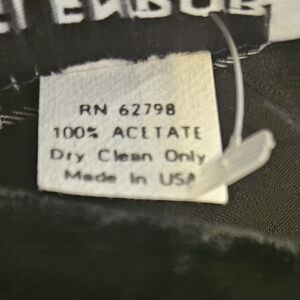 RN 62798
100% ACETATE
Dry Clean Only
Made In USA